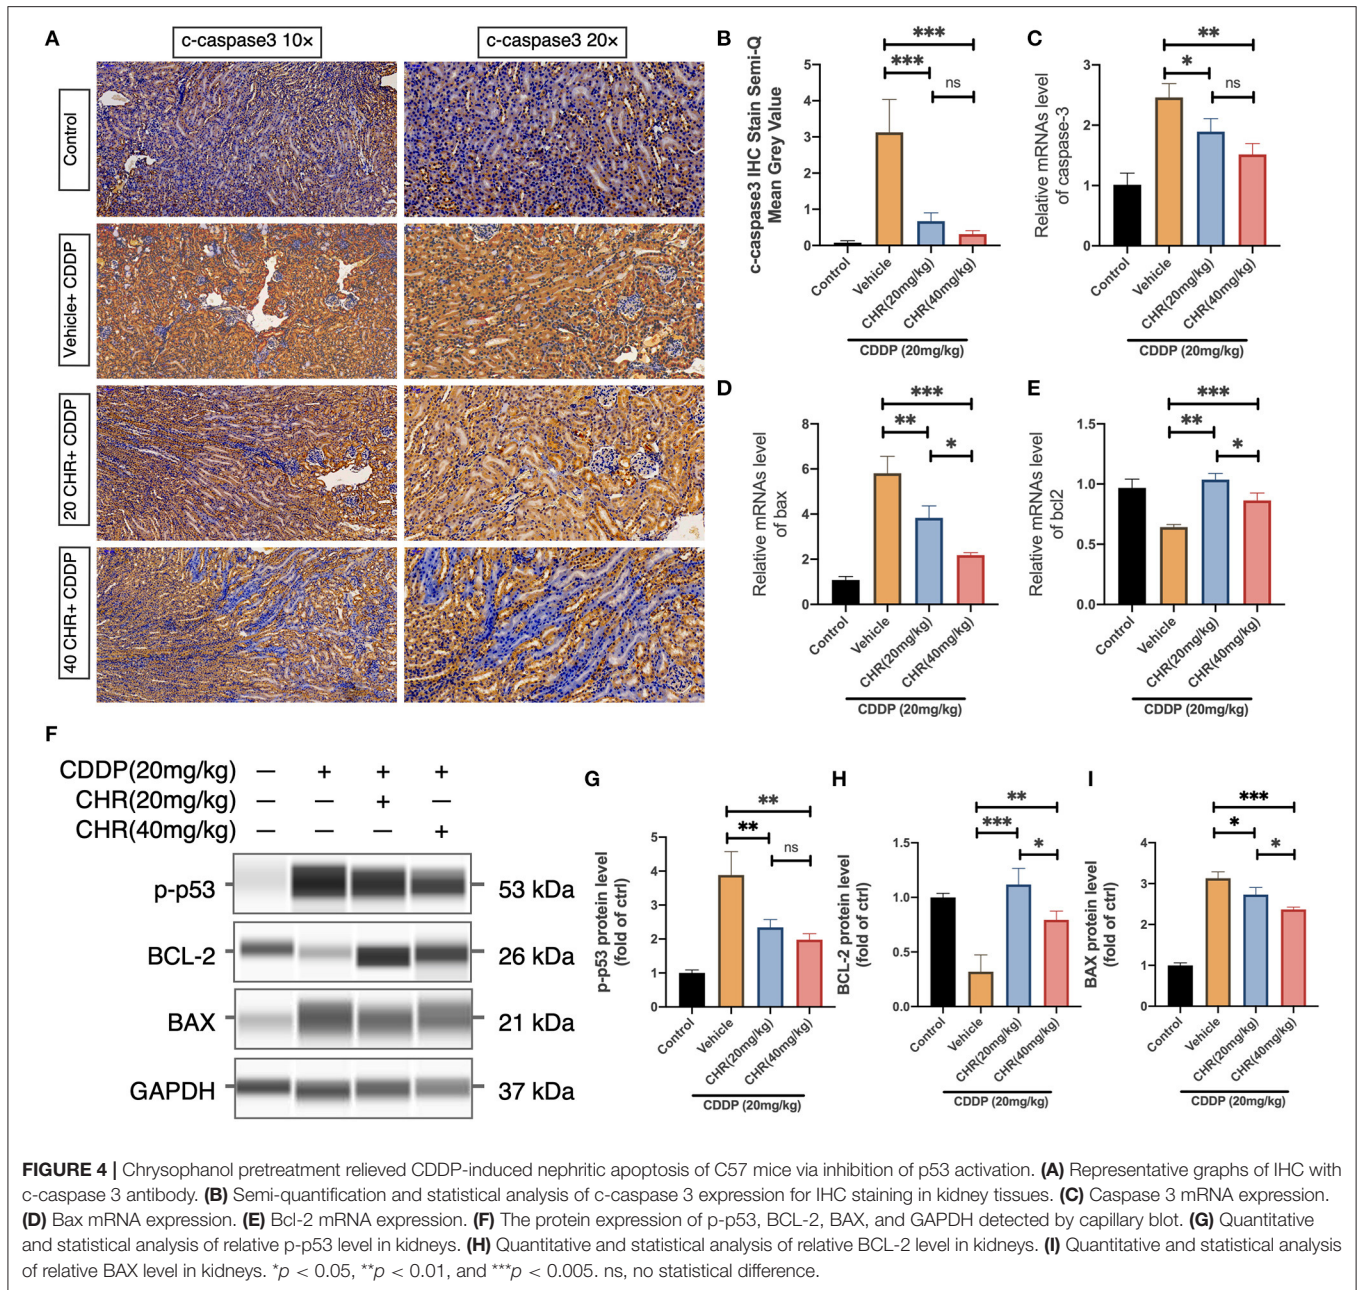 A
c-caspase3 10×
c-caspase3 20×
Control
Vehicle+ CDDP
20 CHR+ CDDP
40 CHR+ CDDP
B
c-caspase3 IHC Stain Semi-Q
Mean Grey Value
5
4
3
2
1
0
***
***
ns
Control
Vehicle
CHR(20mg/kg)
CHR(40mg/kg)
CDDP (20mg/kg)
C
Relative mRNAs level
of caspase-3
3
2
1
0
**
*
ns
Control
Vehicle
CHR(20mg/kg)
CHR(40mg/kg)
CDDP (20mg/kg)
D
Relative mRNAs level
of bax
8
6
4
2
0
***
**
*
Control
Vehicle
CHR(20mg/kg)
CHR(40mg/kg)
CDDP (20mg/kg)
E
Relative mRNAs level
of bcl2
1.5
1.0
0.5
0.0
***
**
*
Control
Vehicle
CHR(20mg/kg)
CHR(40mg/kg)
CDDP (20mg/kg)
F
CDDP(20mg/kg) — + + +
CHR(20mg/kg) — — + —
CHR(40mg/kg) — — — +
p-p53 53 kDa
BCL-2 26 kDa
BAX 21 kDa
GAPDH 37 kDa
G
p-p53 protein level
(fold of ctrl)
5
4
3
2
1
0
**
**
ns
Control
Vehicle
CHR(20mg/kg)
CHR(40mg/kg)
CDDP (20mg/kg)
H
BCL-2 protein level
(fold of ctrl)
1.5
1.0
0.5
0.0
**
***
*
Control
Vehicle
CHR(20mg/kg)
CHR(40mg/kg)
CDDP (20mg/kg)
I
BAX protein level
(fold of ctrl)
4
3
2
1
0
***
*
*
Control
Vehicle
CHR(20mg/kg)
CHR(40mg/kg)
CDDP (20mg/kg)
FIGURE 4 | Chrysophanol pretreatment relieved CDDP-induced nephritic apoptosis of C57 mice via inhibition of p53 activation. (A) Representative graphs of IHC with
c-caspase 3 antibody. (B) Semi-quantification and statistical analysis of c-caspase 3 expression for IHC staining in kidney tissues. (C) Caspase 3 mRNA expression.
(D) Bax mRNA expression. (E) Bcl-2 mRNA expression. (F) The protein expression of p-p53, BCL-2, BAX, and GAPDH detected by capillary blot. (G) Quantitative
and statistical analysis of relative p-p53 level in kidneys. (H) Quantitative and statistical analysis of relative BCL-2 level in kidneys. (I) Quantitative and statistical analysis
of relative BAX level in kidneys. *p < 0.05, **p < 0.01, and ***p < 0.005. ns, no statistical difference.